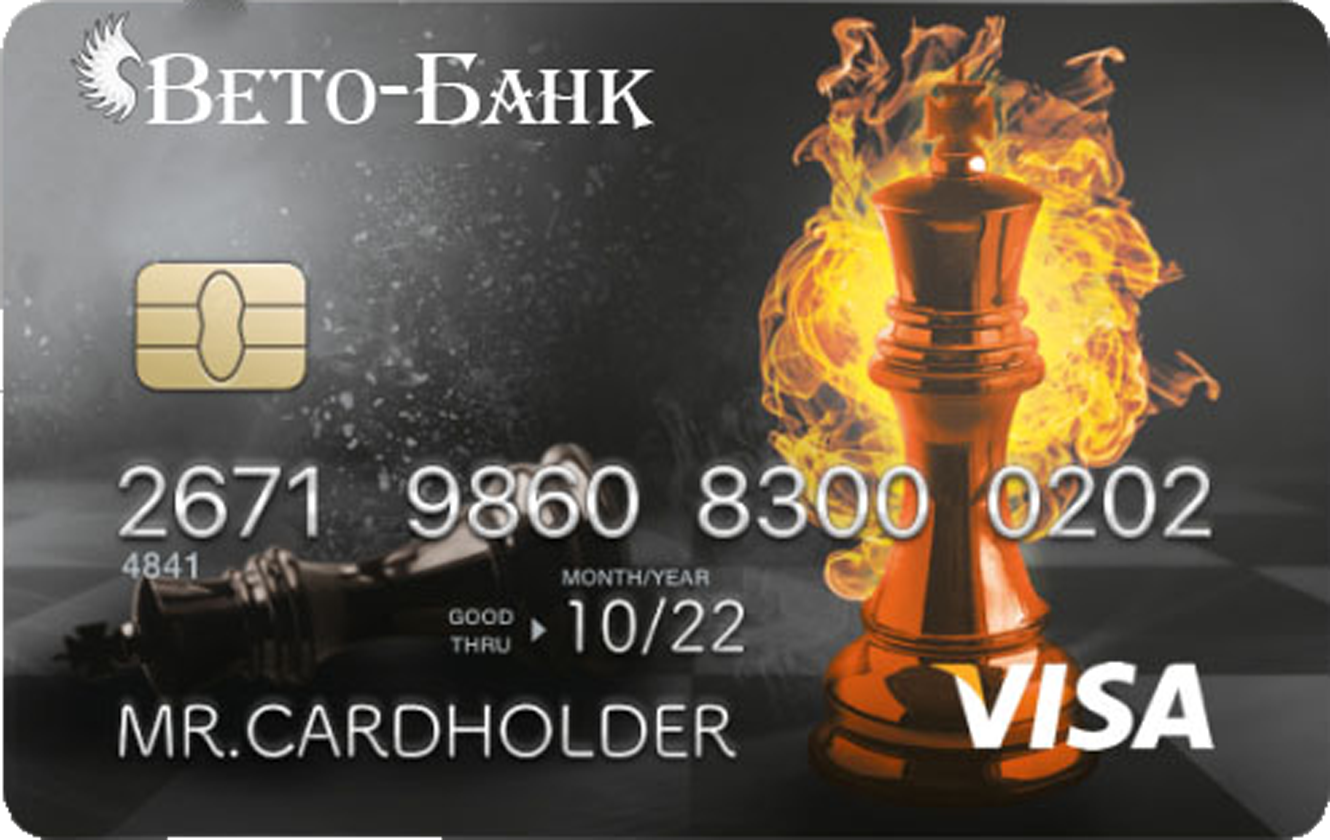 Вето-Банк
2671 9860 8300 0202
4841
MONTH/YEAR
GOOD THRU 10/22
MR.CARDHOLDER
VISA